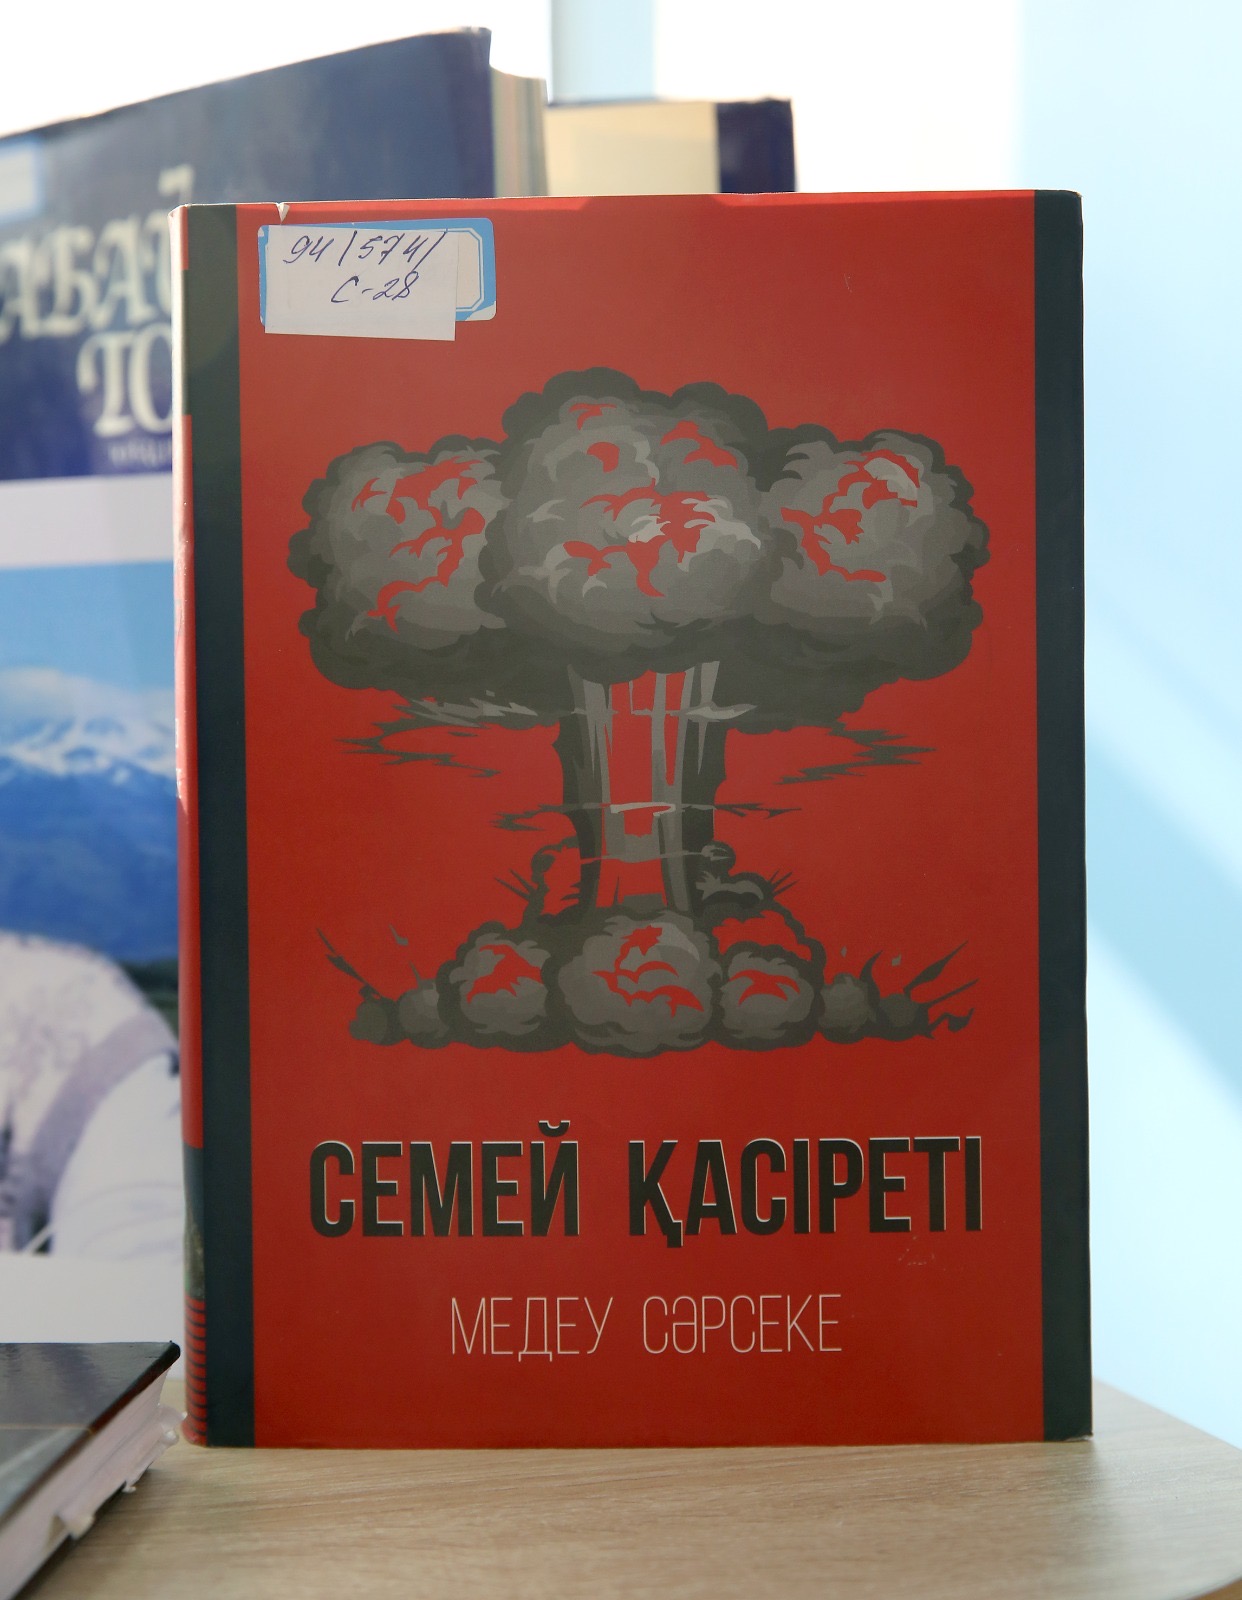 94/574/
С-28
СЕМЕЙ ҚАСІРЕТІ
МЕДЕУ СӘРСЕКЕ